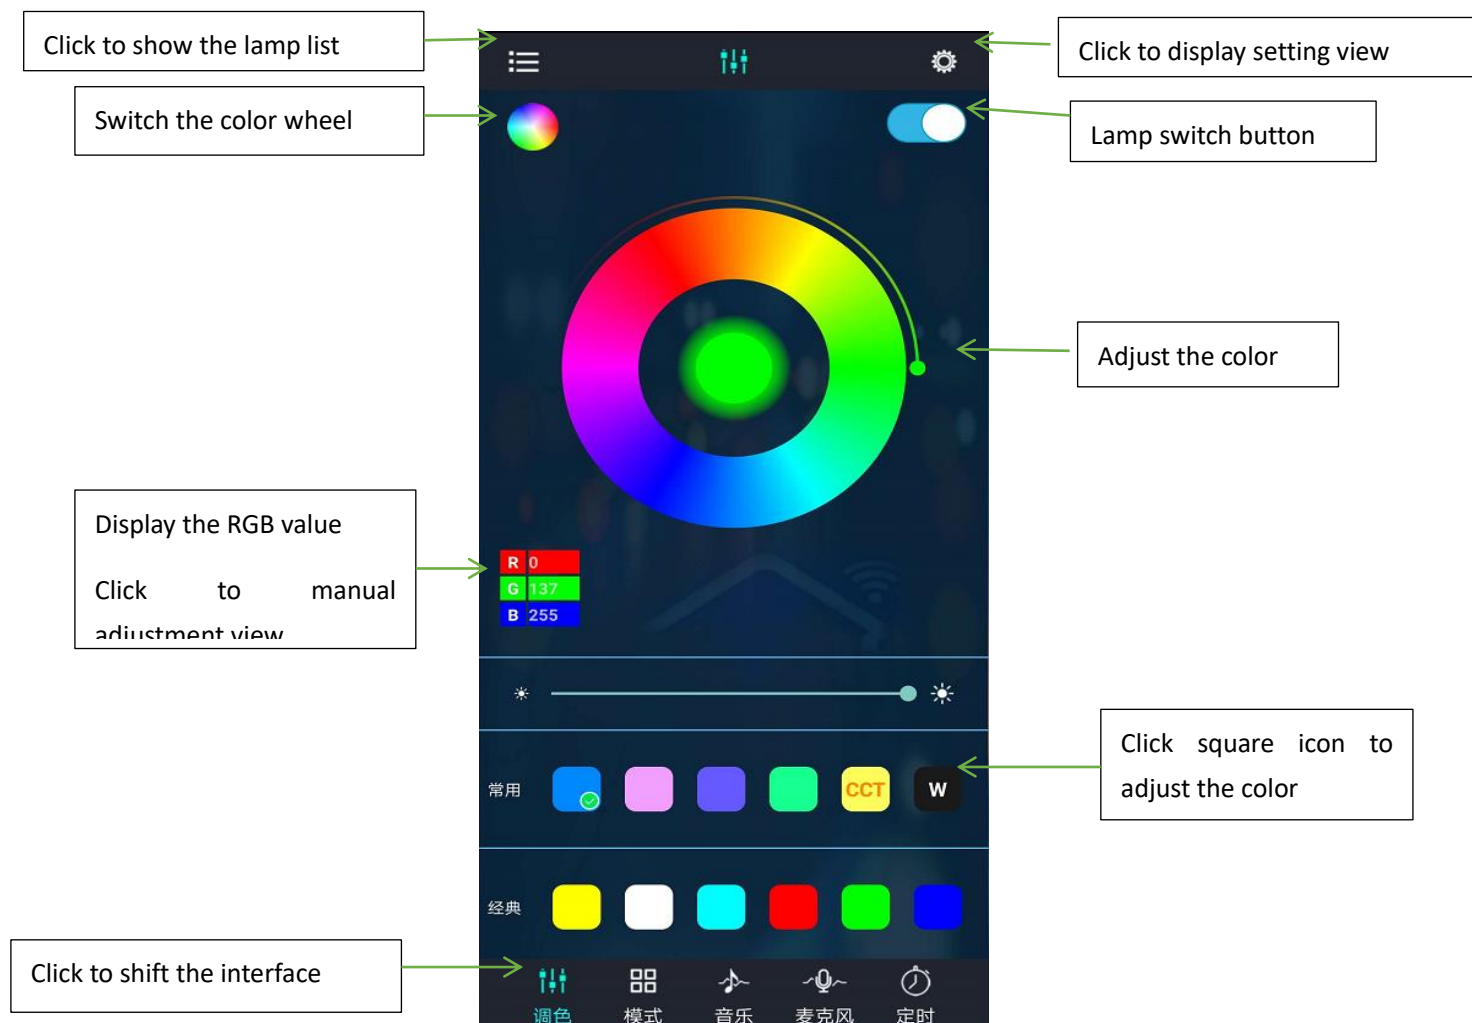 Click to show the lamp list
Click to display setting view
Switch the color wheel
Lamp switch button
Adjust the color
Display the RGB value
Click to manual
adjustment view
R 0
G 137
B 255
Click square icon to
adjust the color
常用
CCT
W
经典
Click to shift the interface
调色 模式 音乐 麦克风 定时